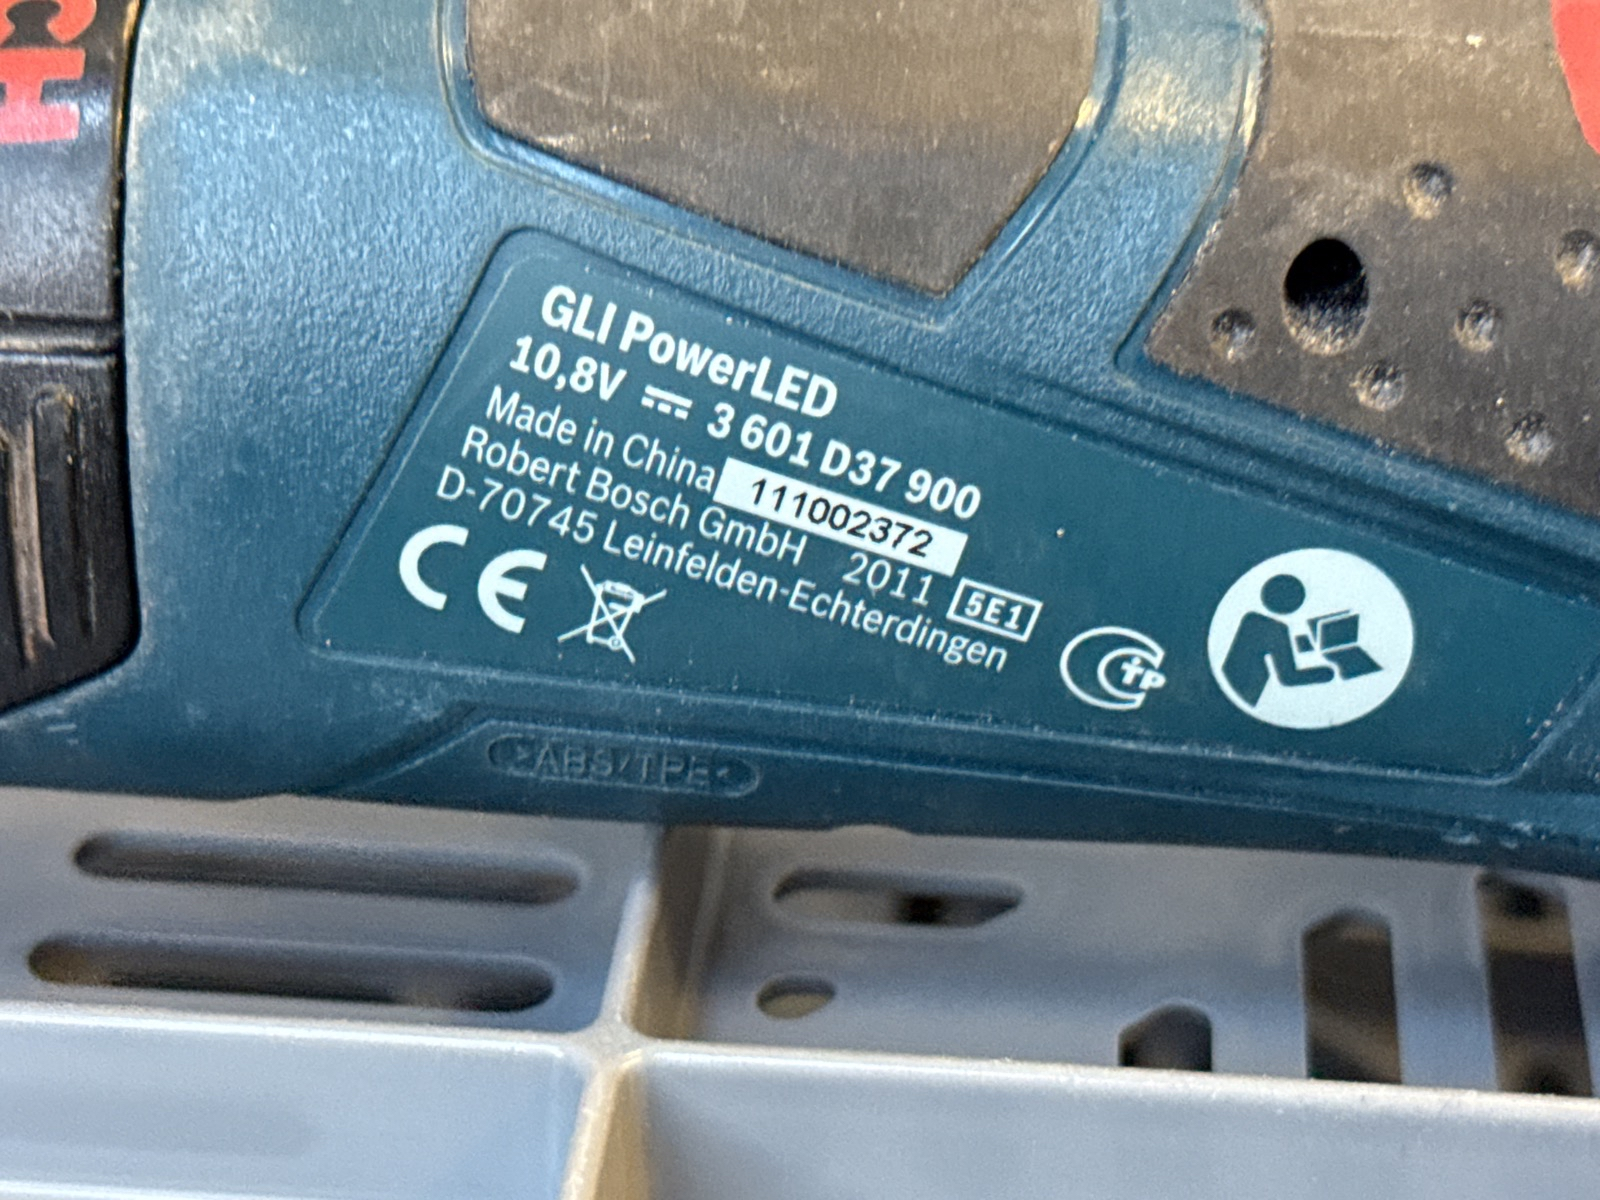 GLI PowerLED
10,8V ⎓ 3 601 D37 900
Made in China 111002372
Robert Bosch GmbH 2011 5E1
D-70745 Leinfelden-Echterdingen
CE
CTP
>ABS/TPE<